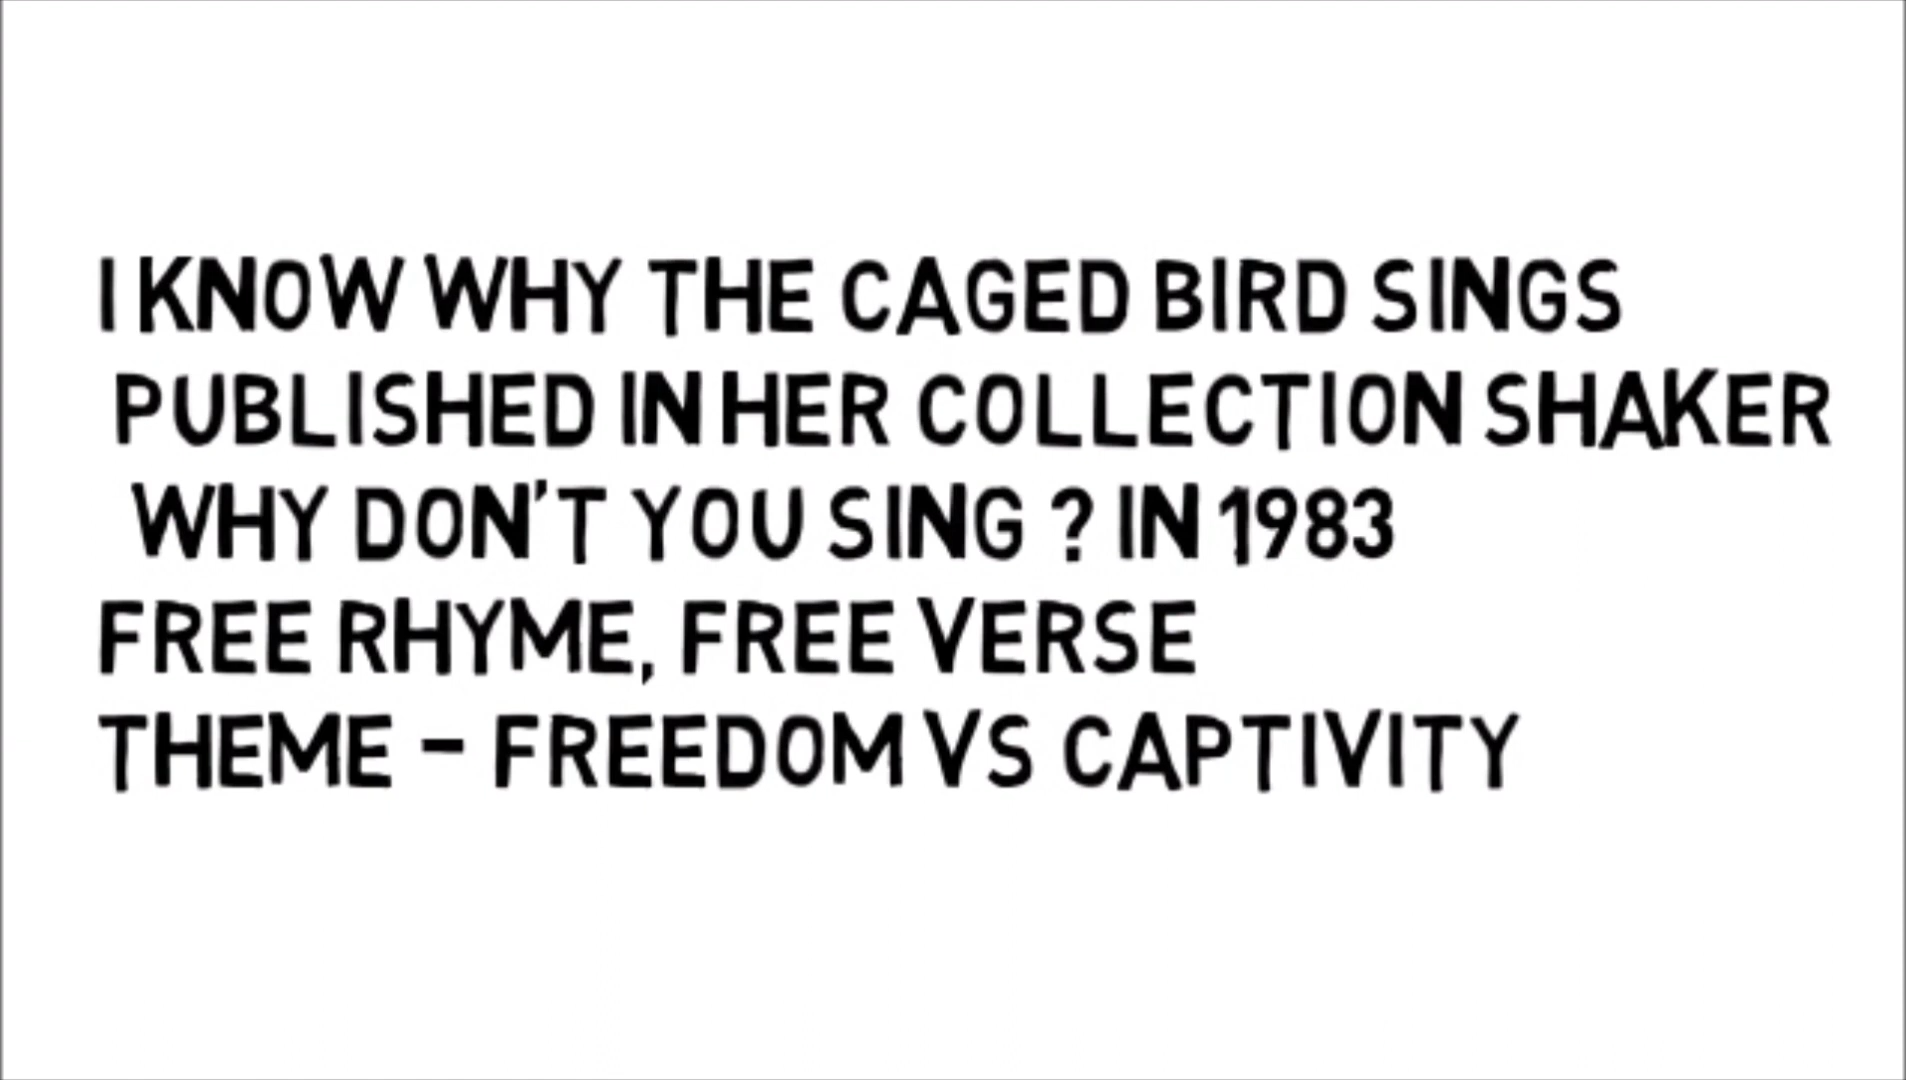 I KNOW WHY THE CAGED BIRD SINGS
PUBLISHED IN HER COLLECTION SHAKER
WHY DON'T YOU SING ? IN 1983
FREE RHYME, FREE VERSE
THEME - FREEDOM VS CAPTIVITY